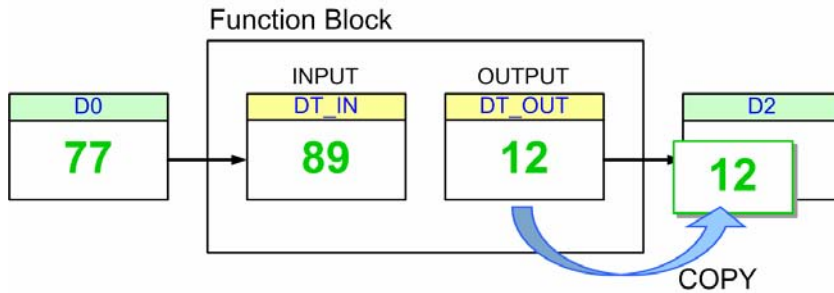 Function Block
INPUT
OUTPUT
D0
DT_IN
DT_OUT
D2
77
89
12
12
COPY